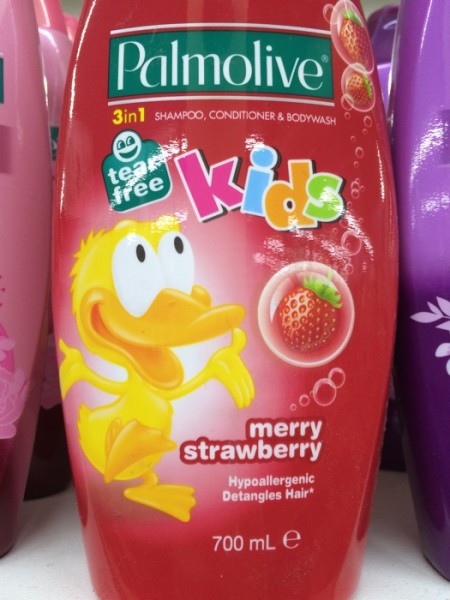 Palmolive®
3in1 SHAMPOO, CONDITIONER & BODYWASH
tear
free
kids
merry
strawberry
Hypoallergenic
Detangles Hair*
700 mL ℮